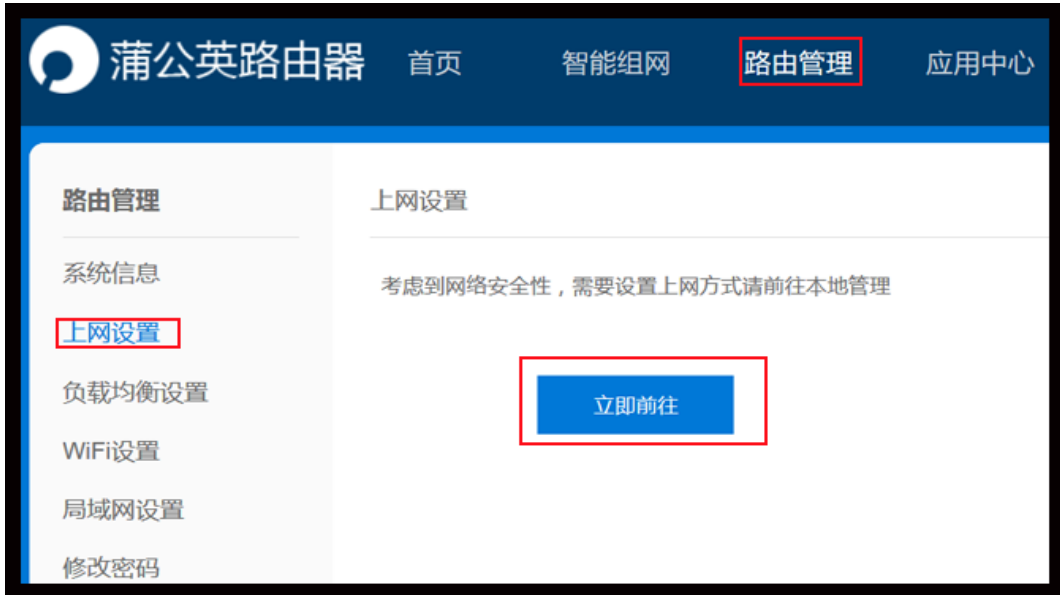 蒲公英路由器 首页 智能组网 路由管理 应用中心
路由管理
系统信息
上网设置
负载均衡设置
WiFi设置
局域网设置
修改密码
上网设置
考虑到网络安全性，需要设置上网方式请前往本地管理
立即前往